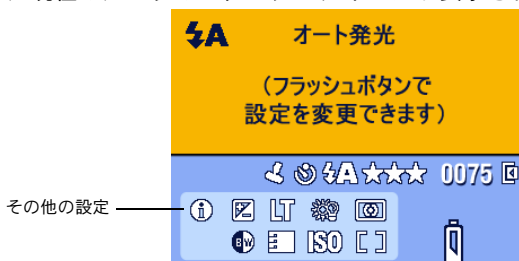 ⚡A オート発光
(フラッシュボタンで
設定を変更できます)
⚡A ★★★ 0075
その他の設定
LT
BW ISO [ ]